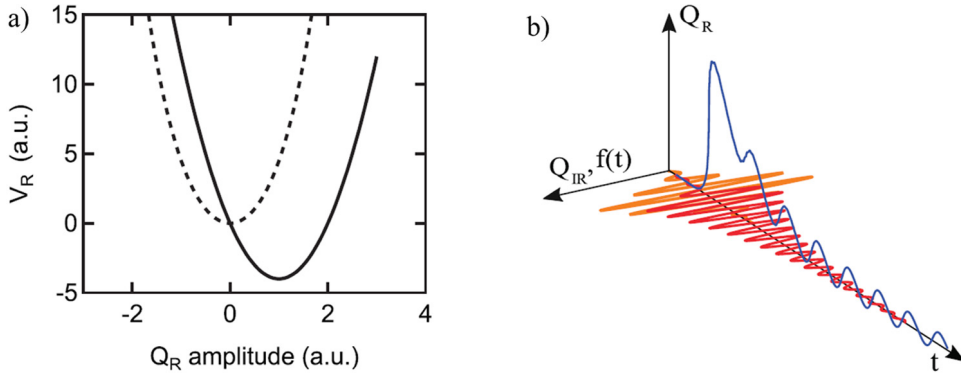 a)
15
10
5
0
-5
V_R (a.u.)
-2
0
2
4
Q_R amplitude (a.u.)
b)
Q_R
Q_IR, f(t)
t